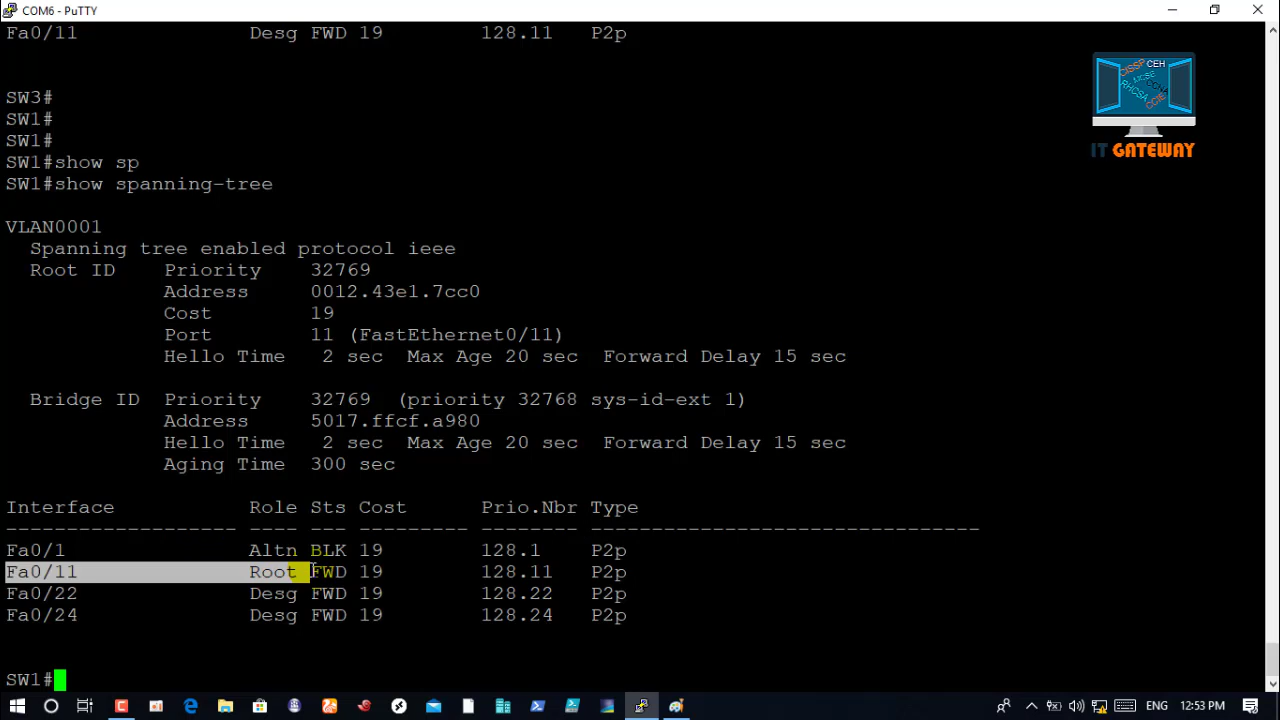 COM6 - PuTTY
Fa0/11 Desg FWD 19 128.11 P2p
SW3#
SW1#
SW1#
SW1#show sp
SW1#show spanning-tree
VLAN0001
Spanning tree enabled protocol ieee
Root ID Priority 32769
Address 0012.43e1.7cc0
Cost 19
Port 11 (FastEthernet0/11)
Hello Time 2 sec Max Age 20 sec Forward Delay 15 sec
Bridge ID Priority 32769 (priority 32768 sys-id-ext 1)
Address 5017.ffcf.a980
Hello Time 2 sec Max Age 20 sec Forward Delay 15 sec
Aging Time 300 sec
Interface Role Sts Cost Prio.Nbr Type
------------------- ---- --- --------- -------- --------------------------------
Fa0/1 Altn BLK 19 128.1 P2p
Fa0/11 Root FWD 19 128.11 P2p
Fa0/22 Desg FWD 19 128.22 P2p
Fa0/24 Desg FWD 19 128.24 P2p
SW1#
CISSP CEH
MCSE CCNA
RHCSA CCIE
IT GATEWAY
ENG 12:53 PM